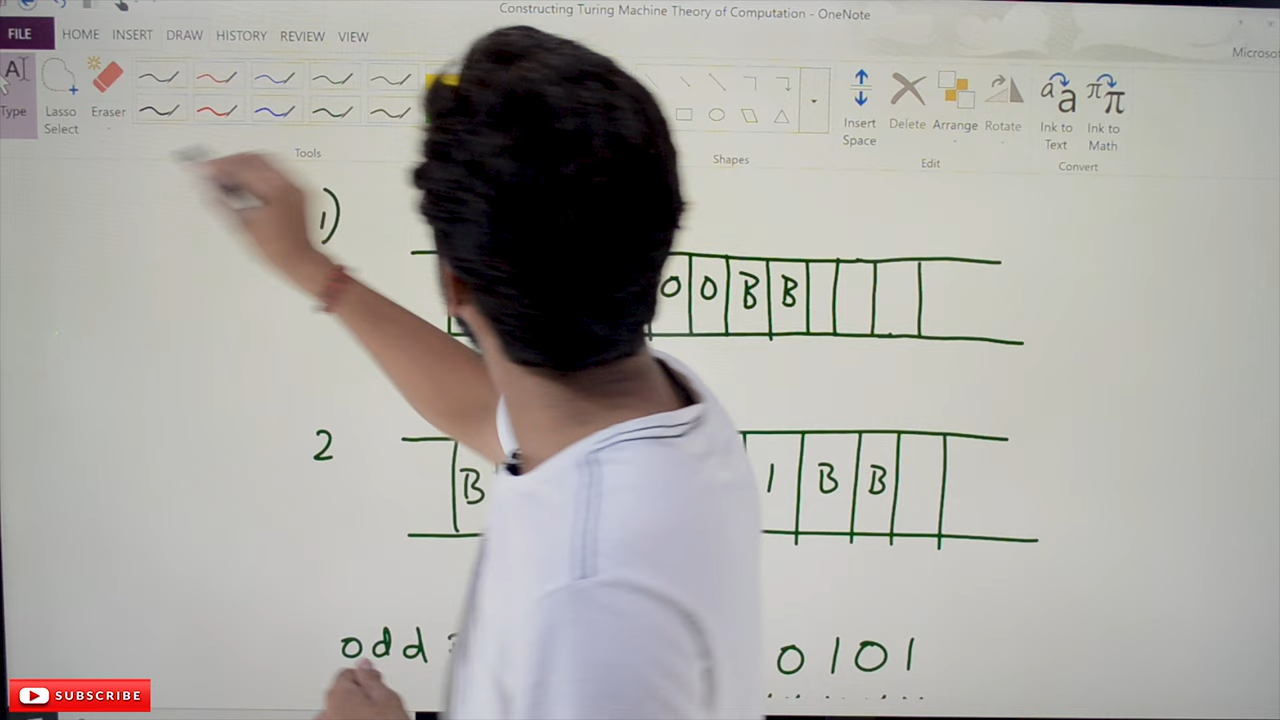 Constructing Turing Machine Theory of Computation - OneNote
FILE HOME INSERT DRAW HISTORY REVIEW VIEW
Type Lasso Select Eraser Insert Space Delete Arrange Rotate Ink to Text Ink to Math
Tools Shapes Edit Convert
1)
0 0 B B
2
B 1 B B
odd 0101
SUBSCRIBE